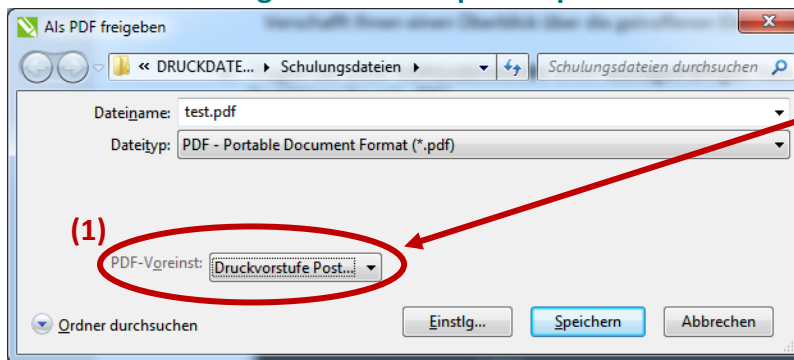 Als PDF freigeben
« DRUCKDATE... ▸ Schulungsdateien ▸
Schulungsdateien durchsuchen
Dateiname: test.pdf
Dateityp: PDF - Portable Document Format (*.pdf)
(1)
PDF-Voreinst: Druckvorstufe Post...
Ordner durchsuchen
Einstlg...
Speichern
Abbrechen